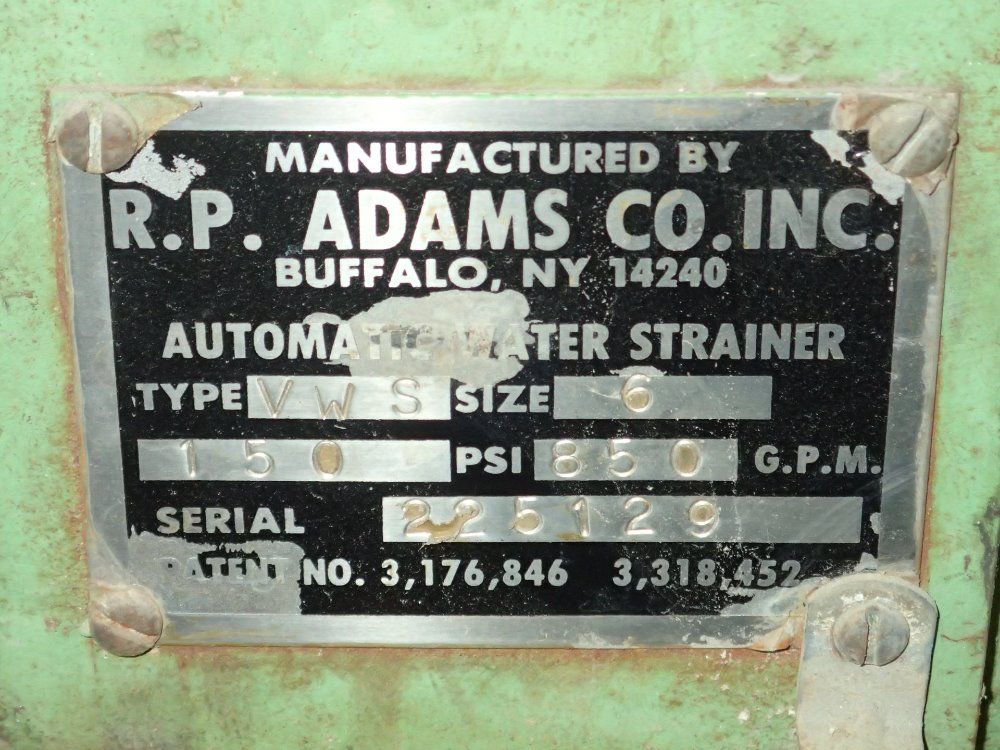 MANUFACTURED BY
R.P. ADAMS CO. INC.
BUFFALO, NY 14240
AUTOMATIC WATER STRAINER
TYPE VWS SIZE 6
150 PSI 850 G.P.M.
SERIAL 225129
PATENT NO. 3,176,846 3,318,452